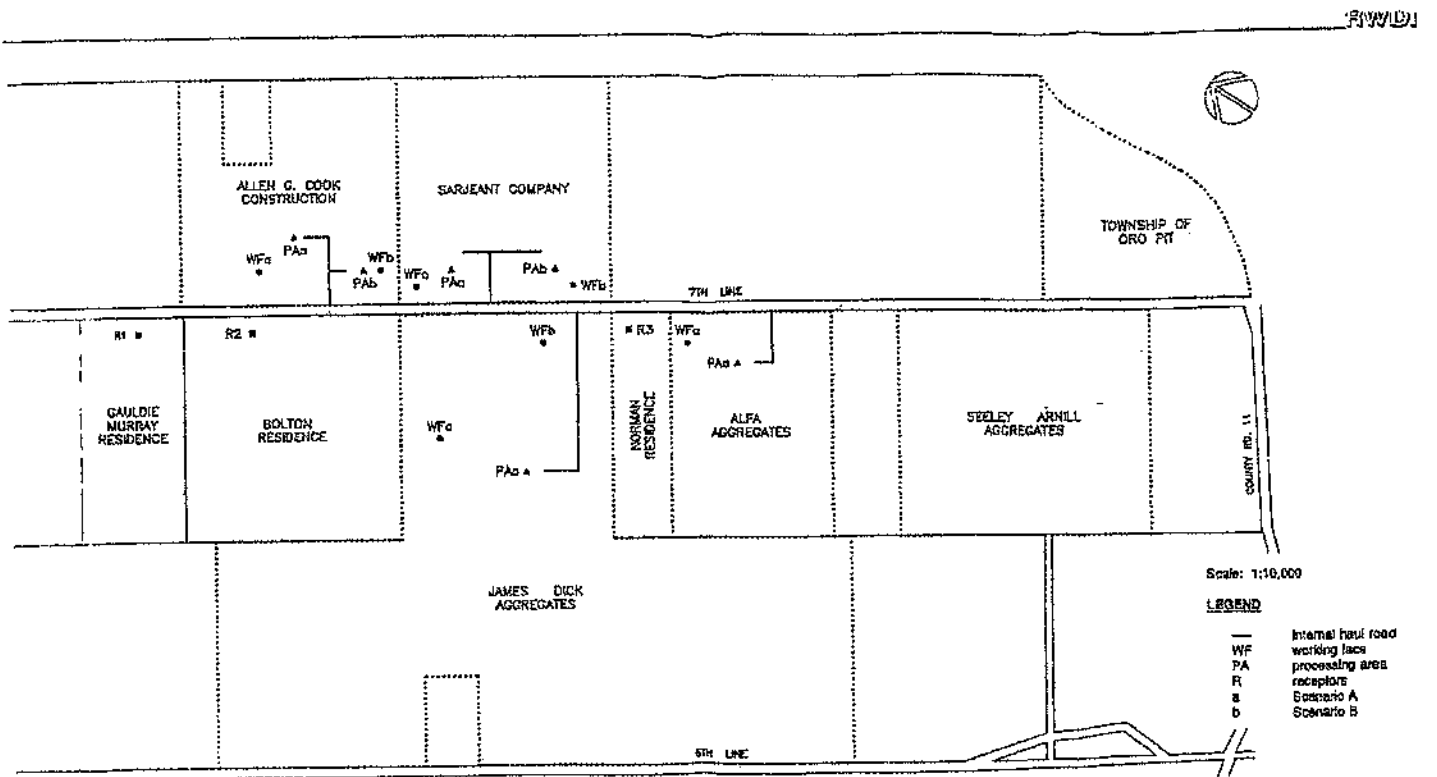 RWDI
ALLEN G. COOK
CONSTRUCTION
SARJEANT COMPANY
TOWNSHIP OF
ORO PIT
PAa
WFa
WFb
PAb
WFa
PAa
PAb
WFb
7TH LINE
R1
R2
WFb
R3
WFa
PAa
GAULDIE
MURRAY
RESIDENCE
BOLTON
RESIDENCE
WFa
PAa
NORMAN
RESIDENCE
ALFA
AGGREGATES
SEELEY ARNILL
AGGREGATES
COUNTY RD. 11
JAMES DICK
AGGREGATES
6TH LINE
Scale: 1:10,000
LEGEND
Internal haul road
WF working face
PA processing area
R receptors
a Scenario A
b Scenario B